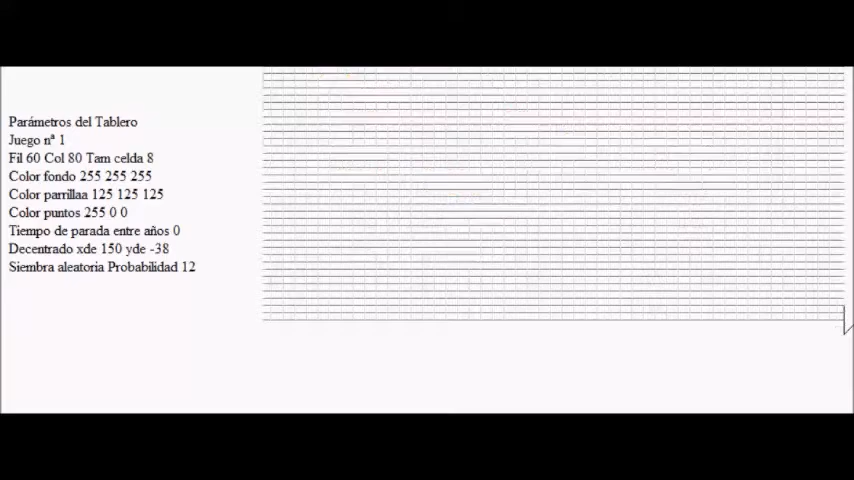 Parámetros del Tablero
Juego nª 1
Fil 60 Col 80 Tam celda 8
Color fondo 255 255 255
Color parrillaa 125 125 125
Color puntos 255 0 0
Tiempo de parada entre años 0
Decentrado xde 150 yde -38
Siembra aleatoria Probabilidad 12